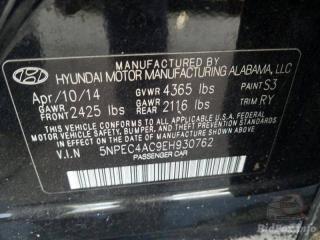 MANUFACTURED BY
HYUNDAI MOTOR MANUFACTURING ALABAMA, LLC
Apr/10/14 GVWR 4365 lbs PAINT S3
GAWR FRONT 2425 lbs GAWR REAR 2116 lbs TRIM RY
THIS VEHICLE CONFORMS TO ALL APPLICABLE U.S.A. FEDERAL
MOTOR VEHICLE SAFETY, BUMPER, AND THEFT PREVENTION
STANDARDS IN EFFECT ON THE DATE OF MANUFACTURE SHOWN ABOVE.
V.I.N 5NPEC4AC9EH930762
PASSENGER CAR
BidFax.info